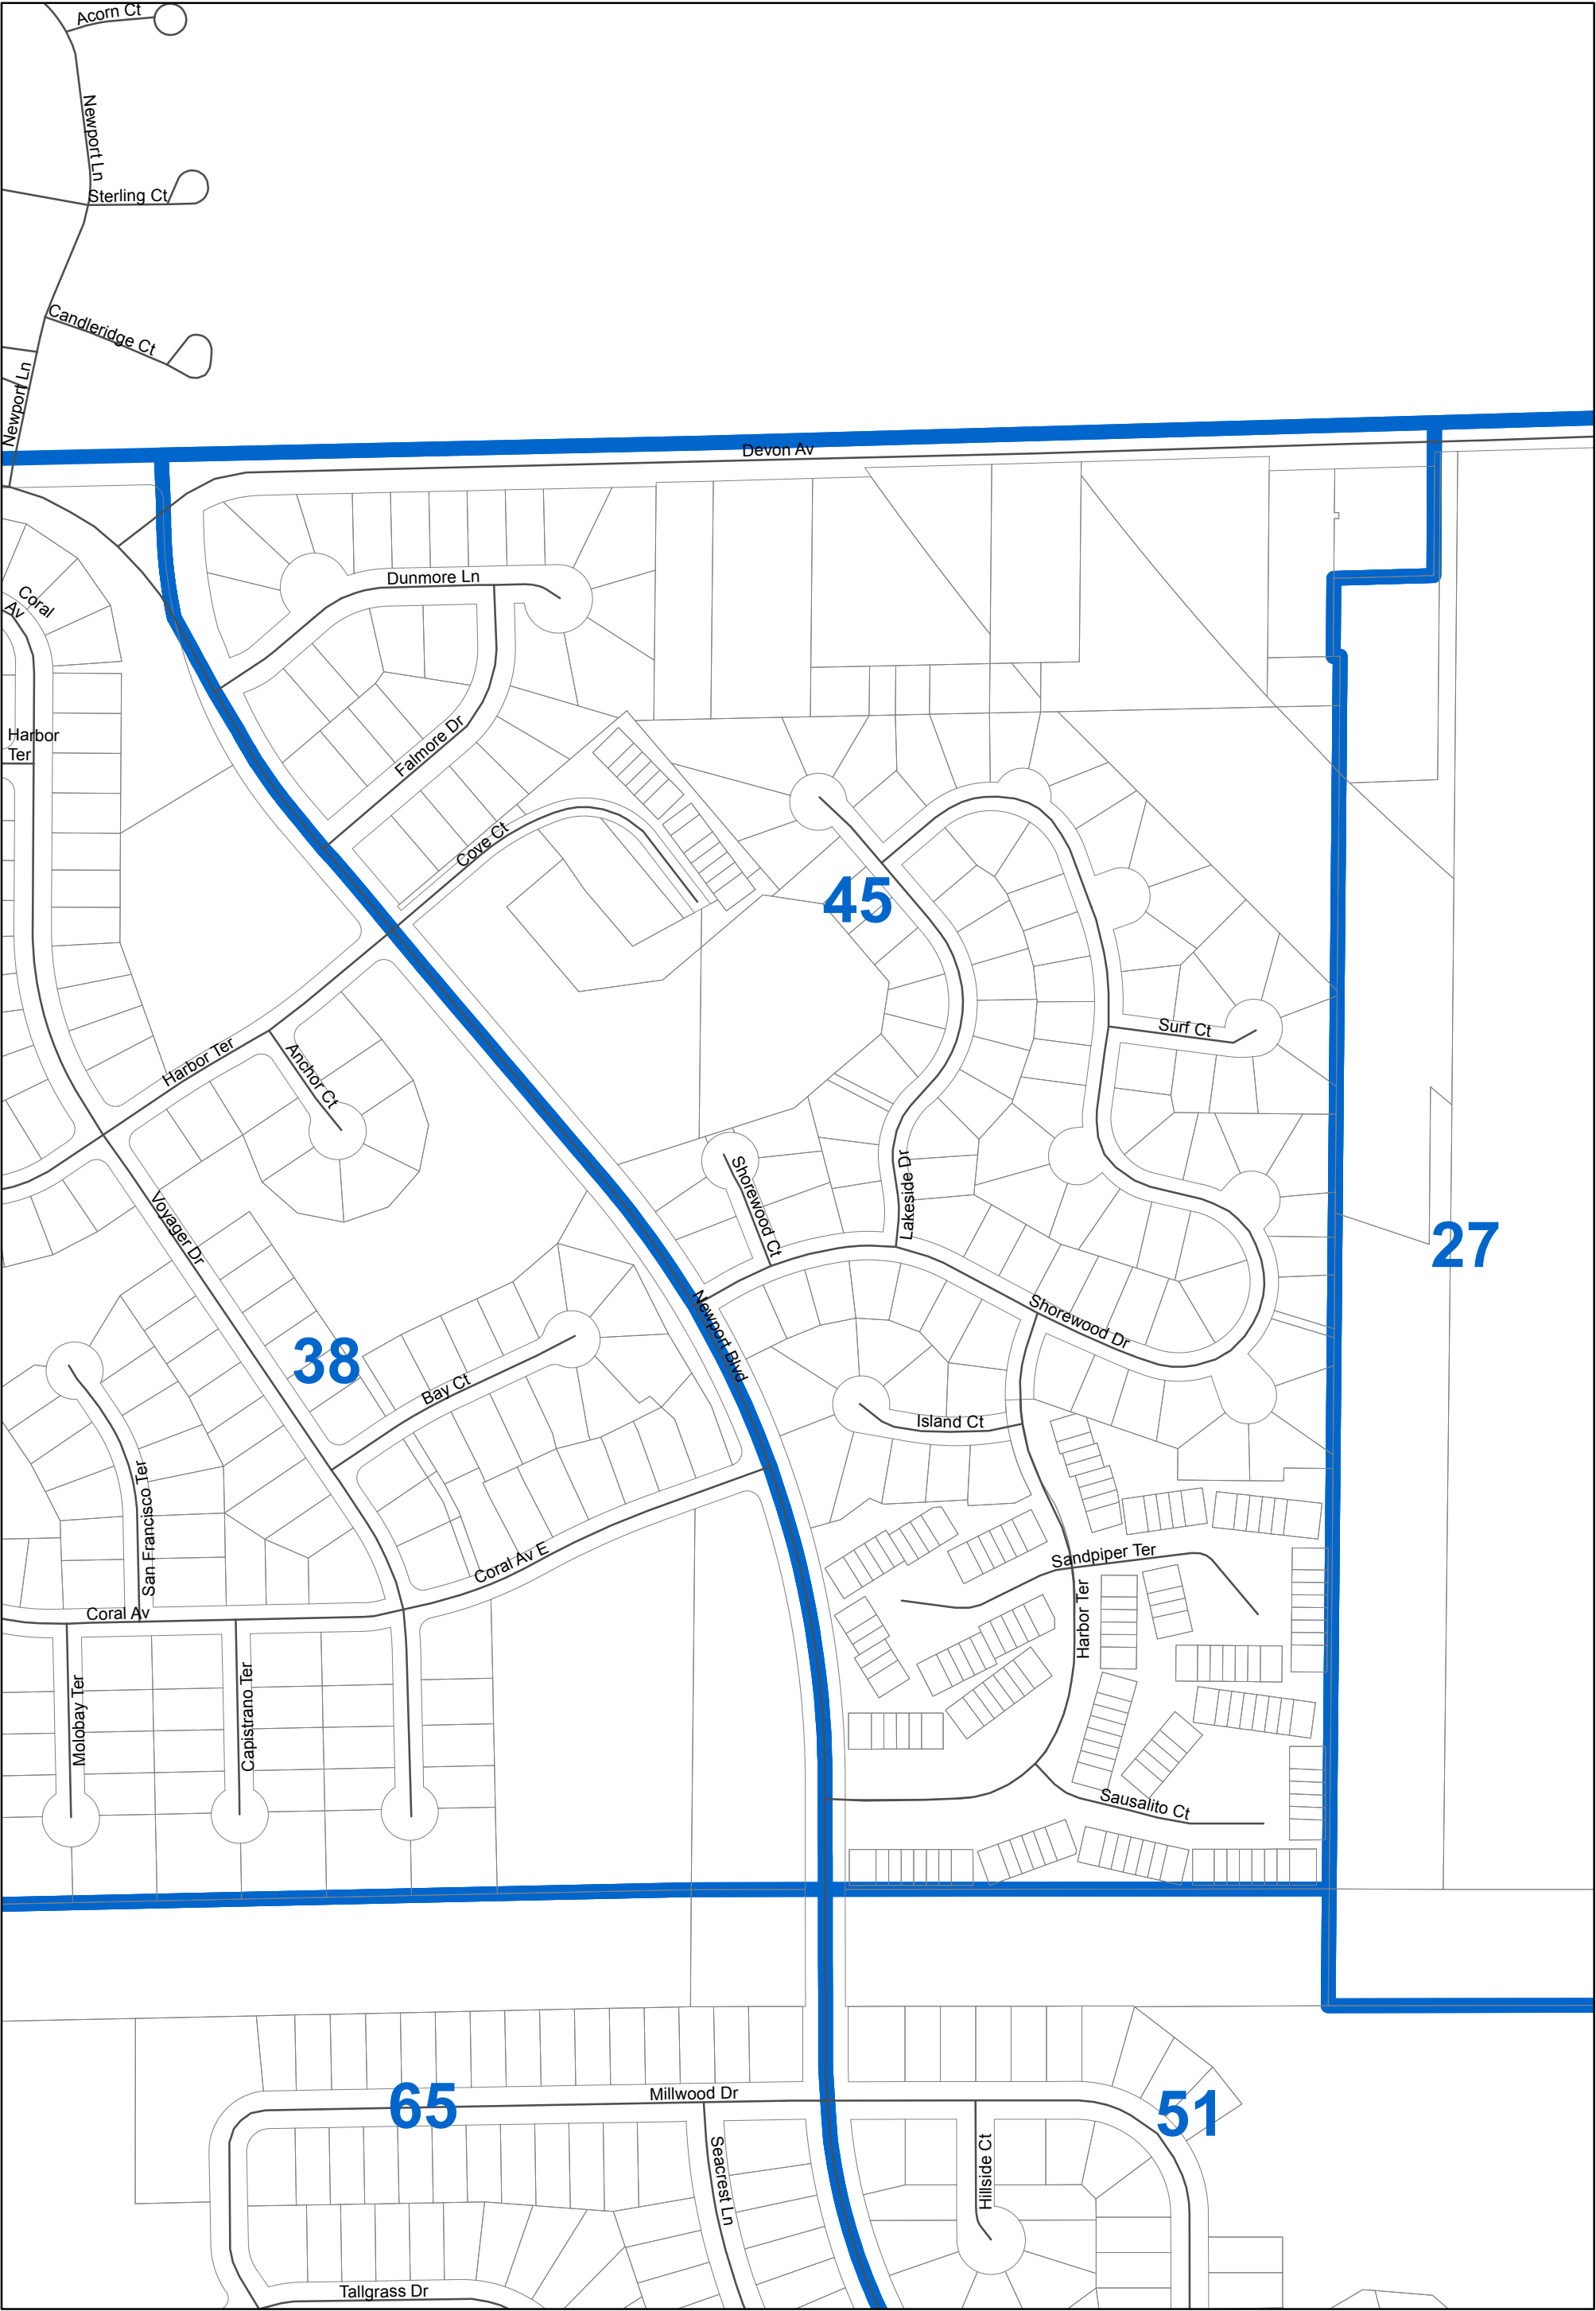 Acorn Ct
Newport Ln
Sterling Ct
Candleridge Ct
Newport Ln
Devon Av
Dunmore Ln
Coral
Av
Harbor
Ter
Falmore Dr
Cove Ct
45
Surf Ct
Harbor Ter
Anchor Ct
Shorewood Ct
Lakeside Dr
Voyager Dr
27
Newport Blvd
Shorewood Dr
38
Bay Ct
Island Ct
San Francisco Ter
Coral Av E
Sandpiper Ter
Harbor Ter
Coral Av
Molobay Ter
Capistrano Ter
Sausalito Ct
65
Millwood Dr
51
Seacrest Ln
Hillside Ct
Tallgrass Dr